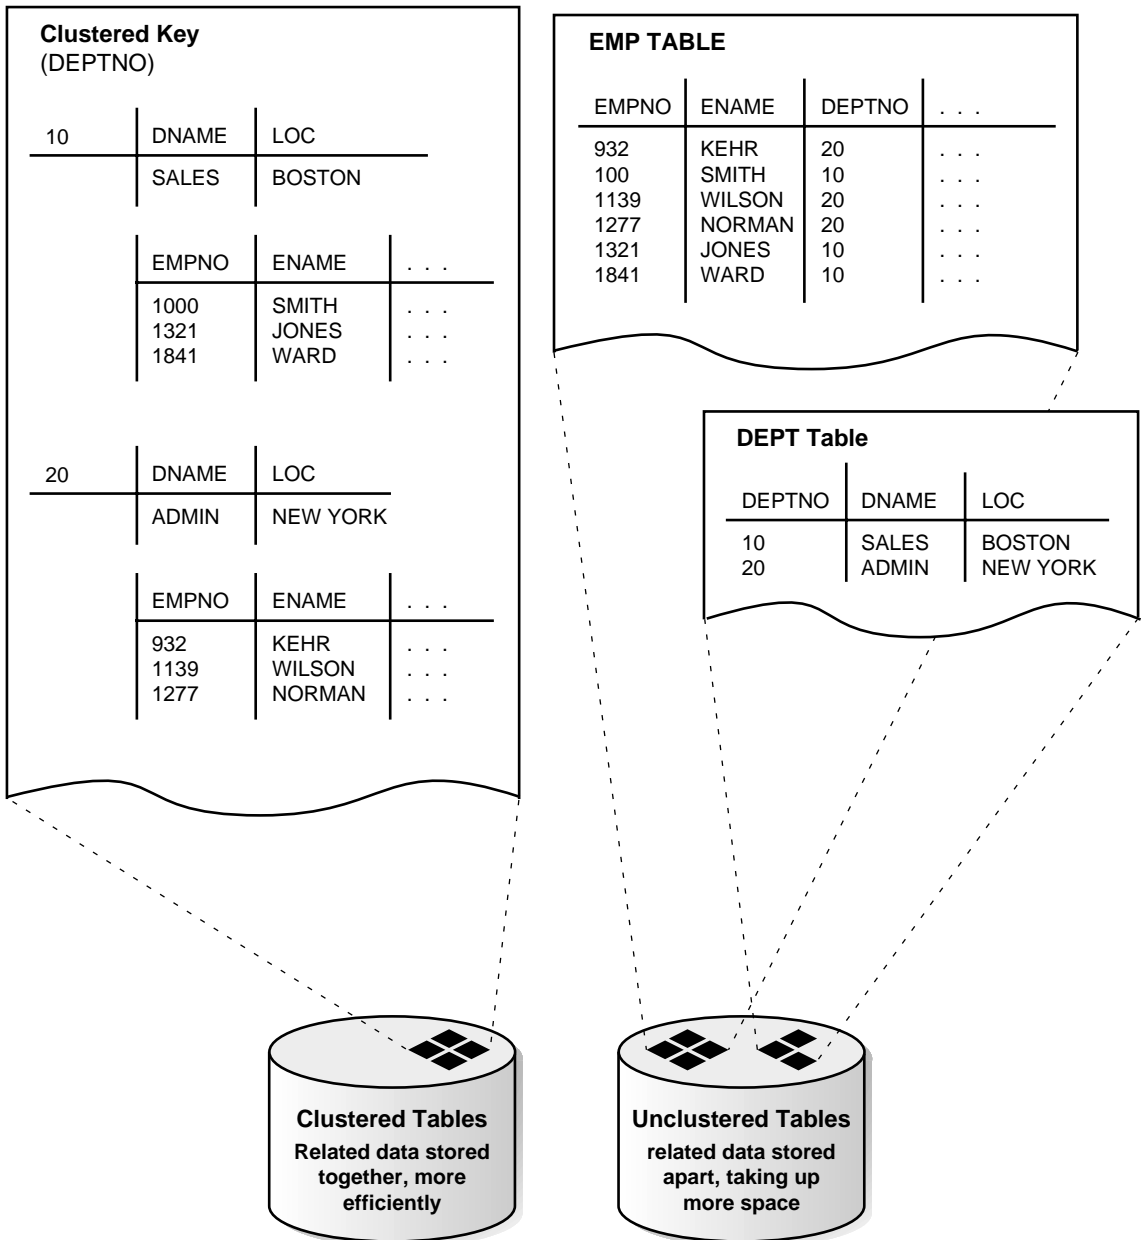 Clustered Key
(DEPTNO)
10 DNAME LOC
SALES BOSTON
EMPNO ENAME . . .
1000 SMITH . . .
1321 JONES . . .
1841 WARD . . .
20 DNAME LOC
ADMIN NEW YORK
EMPNO ENAME . . .
932 KEHR . . .
1139 WILSON . . .
1277 NORMAN . . .
EMP TABLE
EMPNO ENAME DEPTNO . . .
932 KEHR 20 . . .
100 SMITH 10 . . .
1139 WILSON 20 . . .
1277 NORMAN 20 . . .
1321 JONES 10 . . .
1841 WARD 10 . . .
DEPT Table
DEPTNO DNAME LOC
10 SALES BOSTON
20 ADMIN NEW YORK
Clustered Tables
Related data stored
together, more
efficiently
Unclustered Tables
related data stored
apart, taking up
more space